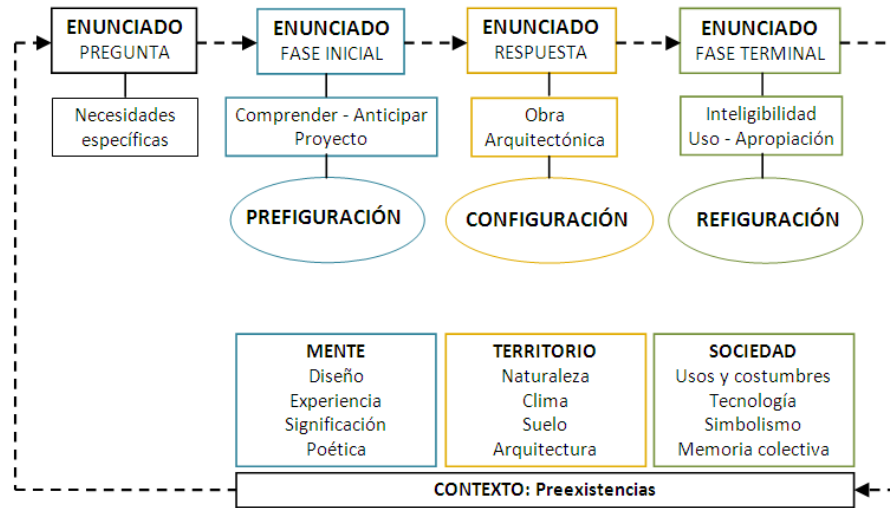 ENUNCIADO
PREGUNTA
ENUNCIADO
FASE INICIAL
ENUNCIADO
RESPUESTA
ENUNCIADO
FASE TERMINAL
Necesidades
específicas
Comprender - Anticipar
Proyecto
Obra
Arquitectónica
Inteligibilidad
Uso - Apropiación
PREFIGURACIÓN
CONFIGURACIÓN
REFIGURACIÓN
MENTE
Diseño
Experiencia
Significación
Poética
TERRITORIO
Naturaleza
Clima
Suelo
Arquitectura
SOCIEDAD
Usos y costumbres
Tecnología
Simbolismo
Memoria colectiva
CONTEXTO: Preexistencias